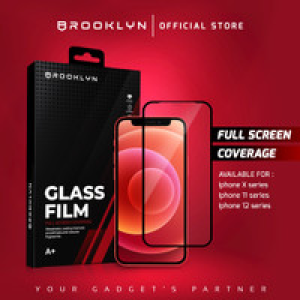 BROOKLYN | OFFICIAL STORE
BROOKLYN
GLASS
FILM
A+
FULL SCREEN
COVERAGE
AVAILABLE FOR :
Iphone X series
Iphone 11 series
Iphone 12 series
YOUR GADGET'S PARTNER